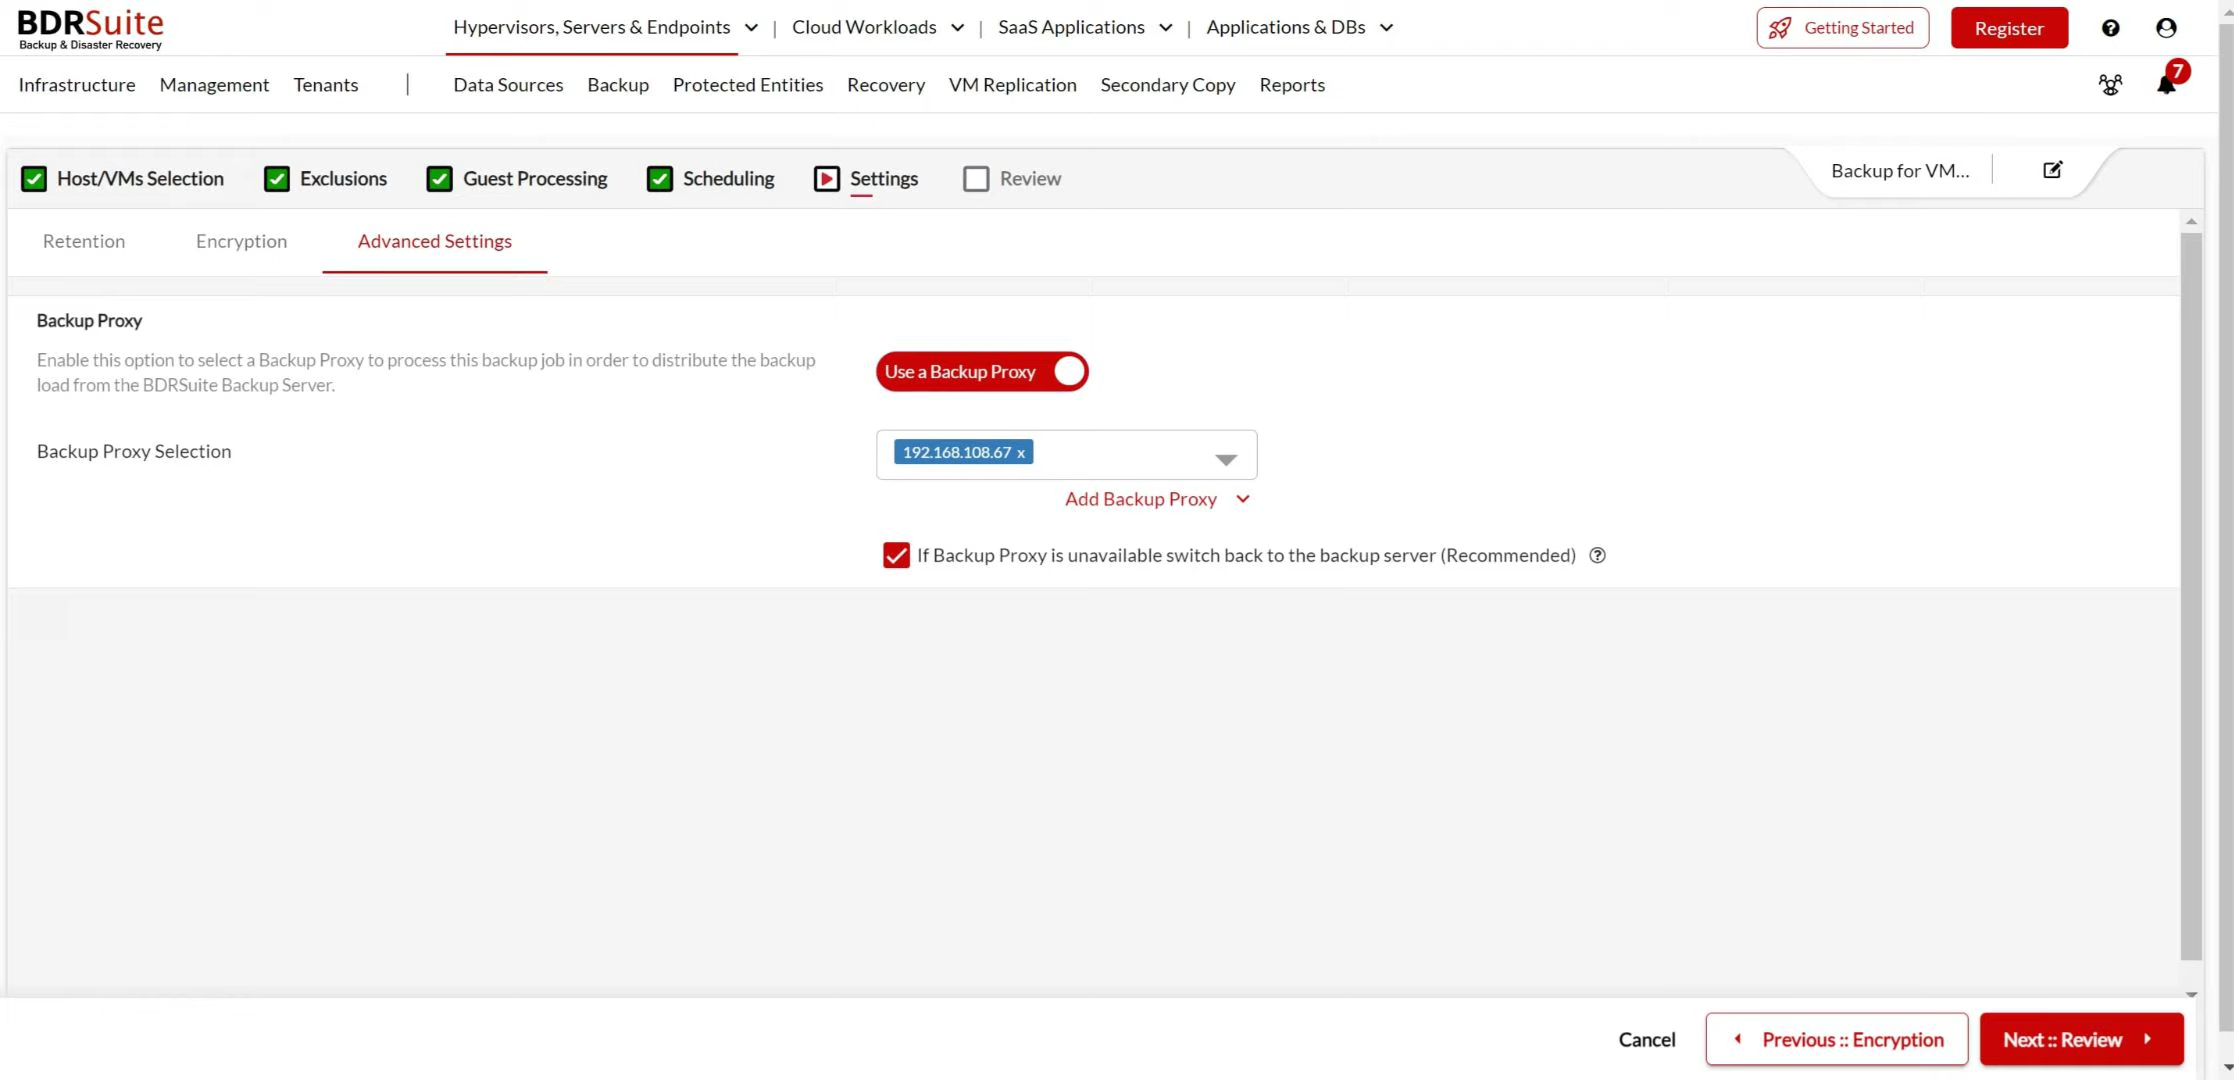 BDRSuite
Backup & Disaster Recovery
Hypervisors, Servers & Endpoints | Cloud Workloads | SaaS Applications | Applications & DBs
Getting Started
Register
Infrastructure Management Tenants | Data Sources Backup Protected Entities Recovery VM Replication Secondary Copy Reports
7
Host/VMs Selection Exclusions Guest Processing Scheduling Settings Review
Backup for VM...
Retention Encryption Advanced Settings
Backup Proxy
Enable this option to select a Backup Proxy to process this backup job in order to distribute the backup
load from the BDRSuite Backup Server.
Use a Backup Proxy
Backup Proxy Selection
192.168.108.67 x
Add Backup Proxy
If Backup Proxy is unavailable switch back to the backup server (Recommended)
Cancel
Previous :: Encryption
Next :: Review